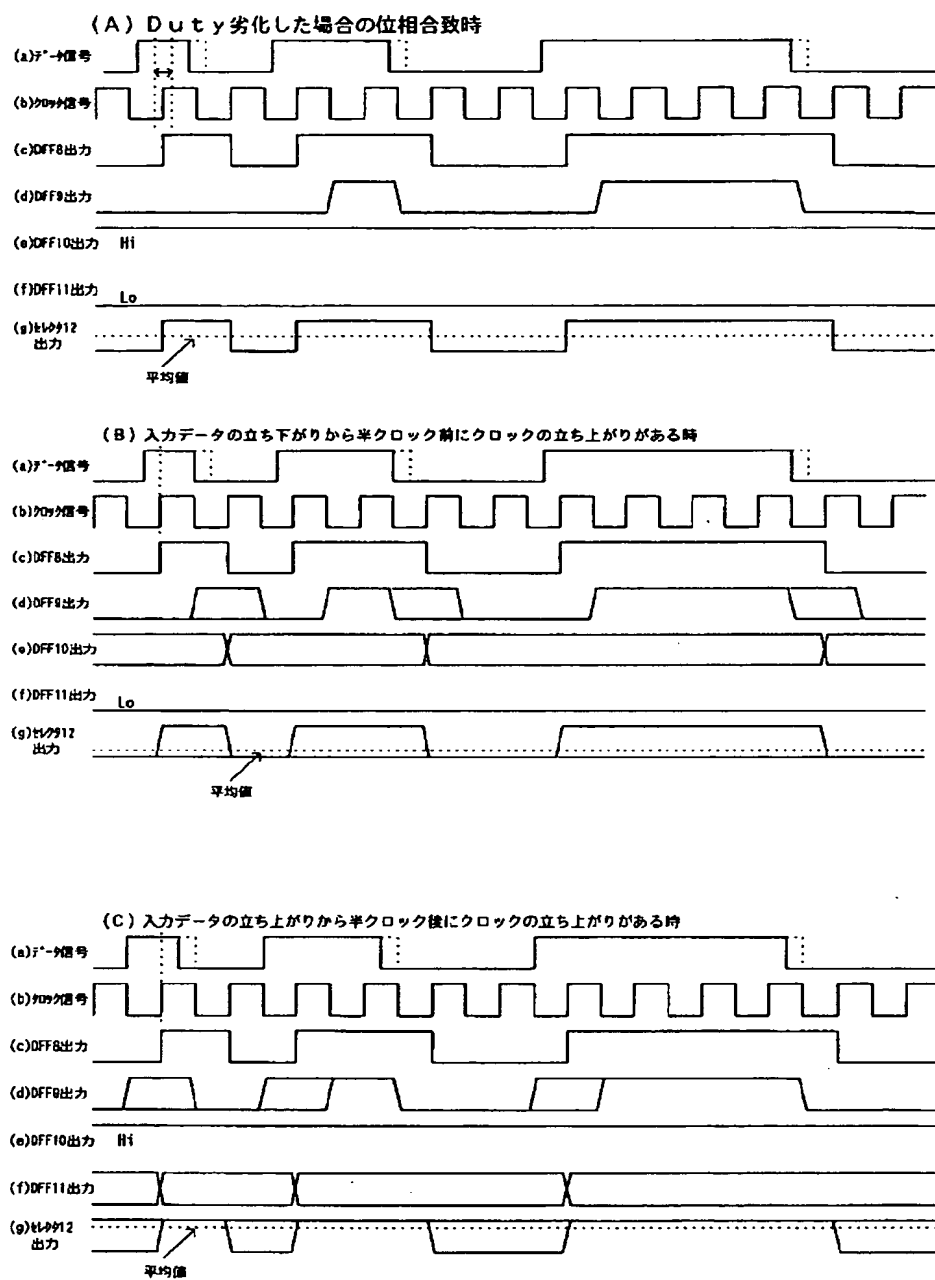 (A) Duty劣化した場合の位相合致時
(a)データ信号
(b)クロック信号
(c)DFF8出力
(d)DFF9出力
(e)DFF10出力 Hi
(f)DFF11出力 Lo
(g)セレクタ12
出力
平均値
(B) 入力データの立ち下がりから半クロック前にクロックの立ち上がりがある時
(a)データ信号
(b)クロック信号
(c)DFF8出力
(d)DFF9出力
(e)DFF10出力
(f)DFF11出力 Lo
(g)セレクタ12
出力
平均値
(C) 入力データの立ち上がりから半クロック後にクロックの立ち上がりがある時
(a)データ信号
(b)クロック信号
(c)DFF8出力
(d)DFF9出力
(e)DFF10出力 Hi
(f)DFF11出力
(g)セレクタ12
出力
平均値